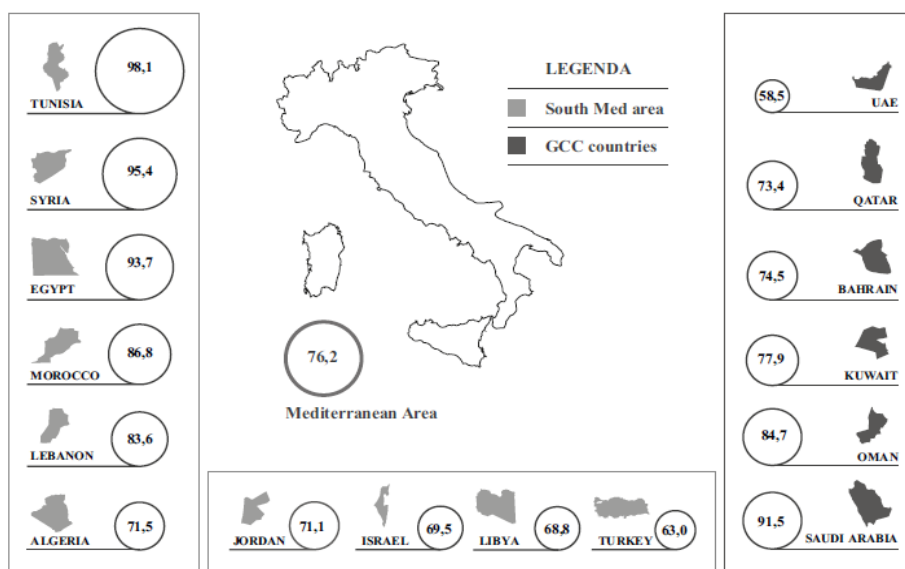 98,1
TUNISIA
95,4
SYRIA
93,7
EGYPT
86,8
MOROCCO
83,6
LEBANON
71,5
ALGERIA
LEGENDA
South Med area
GCC countries
76,2
Mediterranean Area
71,1
JORDAN
69,5
ISRAEL
68,8
LIBYA
63,0
TURKEY
58,5
UAE
73,4
QATAR
74,5
BAHRAIN
77,9
KUWAIT
84,7
OMAN
91,5
SAUDI ARABIA